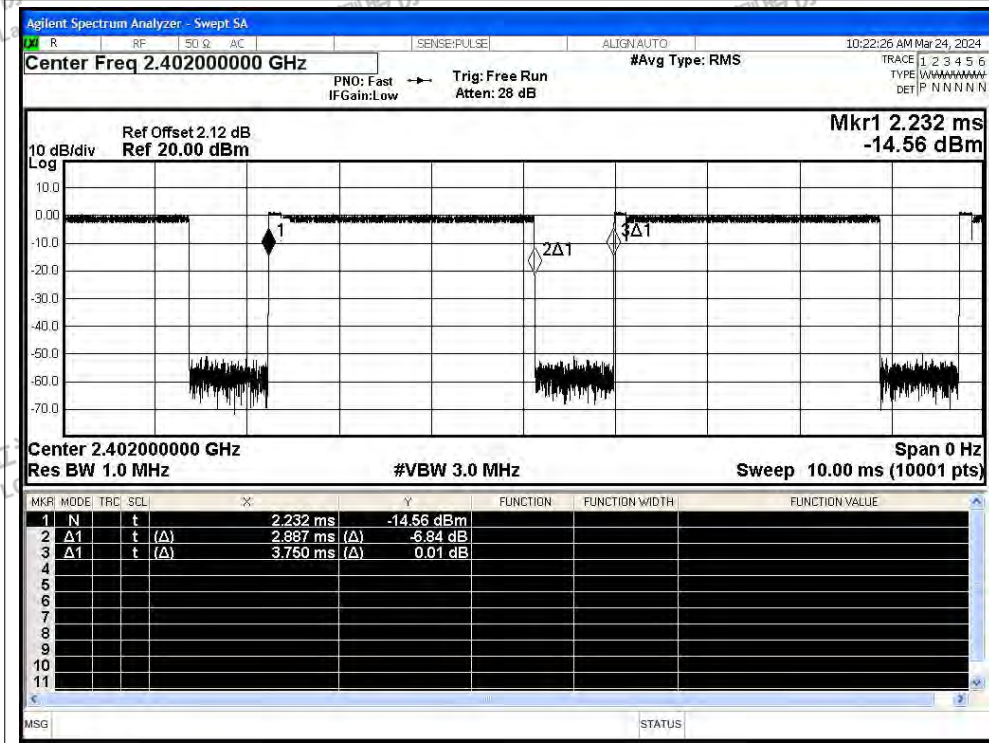 Agilent Spectrum Analyzer - Swept SA
LXI R RF 50 Ω AC SENSE:PULSE ALIGN AUTO 10:22:26 AM Mar 24, 2024
Center Freq 2.402000000 GHz
#Avg Type: RMS
TRACE 1 2 3 4 5 6
PNO: Fast Trig: Free Run
TYPE WWWWWW
IFGain:Low Atten: 28 dB
DET P N N N N N
Mkr1 2.232 ms
-14.56 dBm
Ref Offset 2.12 dB
10 dB/div Ref 20.00 dBm
Log
10.0
0.00
-10.0
-20.0
-30.0
-40.0
-50.0
-60.0
-70.0
1
2Δ1
3Δ1
Center 2.402000000 GHz Span 0 Hz
Res BW 1.0 MHz #VBW 3.0 MHz Sweep 10.00 ms (10001 pts)
MKR MODE TRC SCL X Y FUNCTION FUNCTION WIDTH FUNCTION VALUE
1 N t 2.232 ms -14.56 dBm
2 Δ1 t (Δ) 2.887 ms (Δ) -6.84 dB
3 Δ1 t (Δ) 3.750 ms (Δ) 0.01 dB
4
5
6
7
8
9
10
11
MSG STATUS